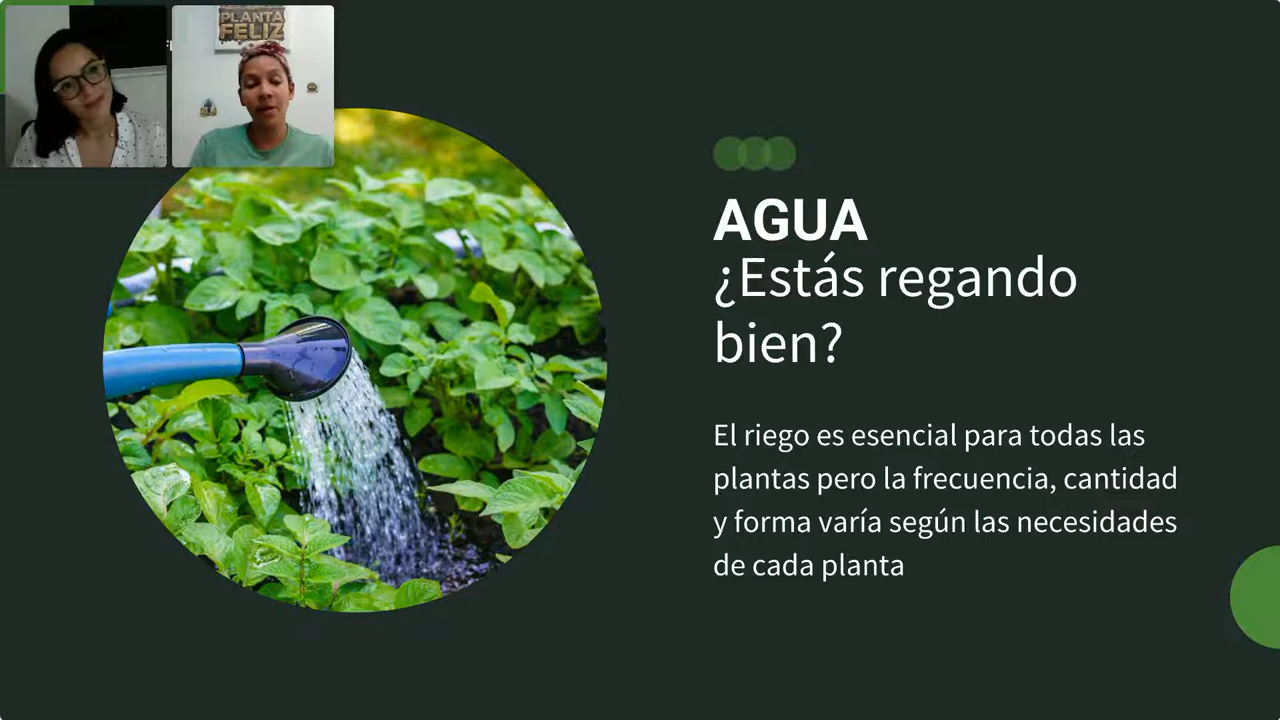 PLANTA
FELIZ
AGUA
¿Estás regando
bien?
El riego es esencial para todas las
plantas pero la frecuencia, cantidad
y forma varía según las necesidades
de cada planta